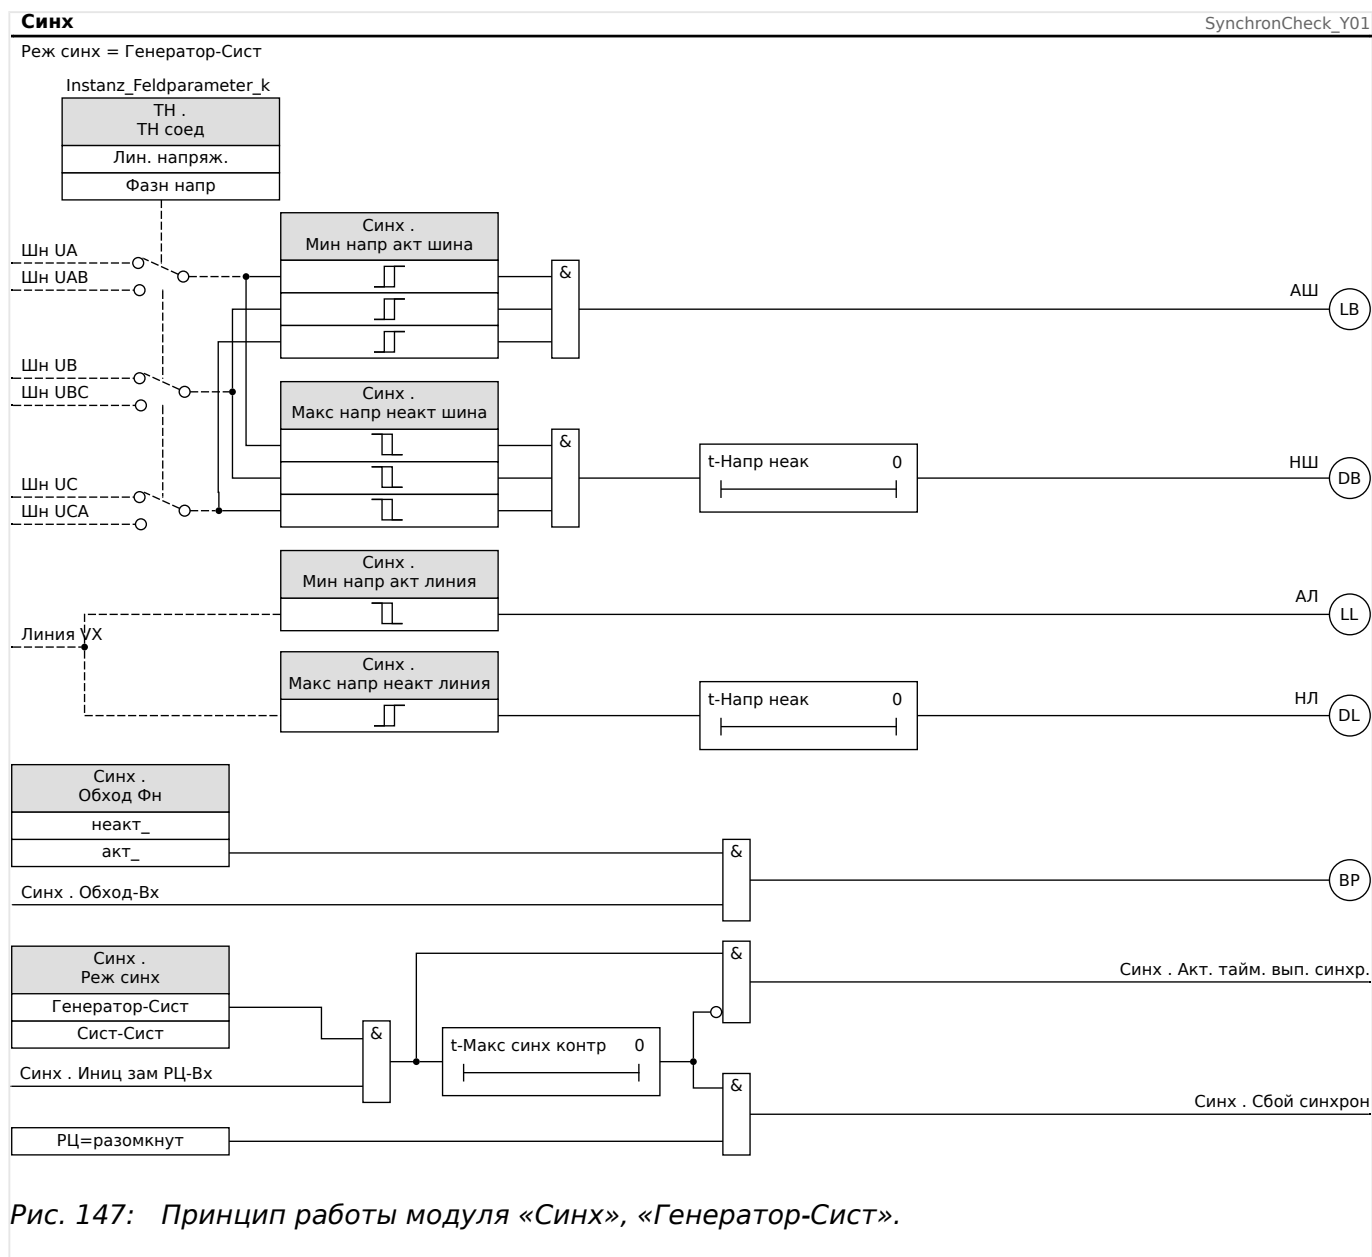 Синх
SynchronCheck_Y01
Реж синх = Генератор-Сист
Instanz_Feldparameter_k
ТН .
ТН соед
Лин. напряж.
Фазн напр
Шн UA
Шн UAB
Шн UB
Шн UBC
Шн UC
Шн UCA
Синх .
Мин напр акт шина
&
АШ
LB
Синх .
Макс напр неакт шина
&
t-Напр неак 0
НШ
DB
Синх .
Мин напр акт линия
АЛ
LL
Линия VX
Синх .
Макс напр неакт линия
t-Напр неак 0
НЛ
DL
Синх .
Обход Фн
неакт_
акт_
Синх . Обход-Вх
&
BP
Синх .
Реж синх
Генератор-Сист
Сист-Сист
Синх . Иниц зам РЦ-Вх
&
t-Макс синх контр 0
&
Синх . Акт. тайм. вып. синхр.
&
Синх . Сбой синхрон
РЦ=разомкнут
Рис. 147: Принцип работы модуля «Синх», «Генератор-Сист».